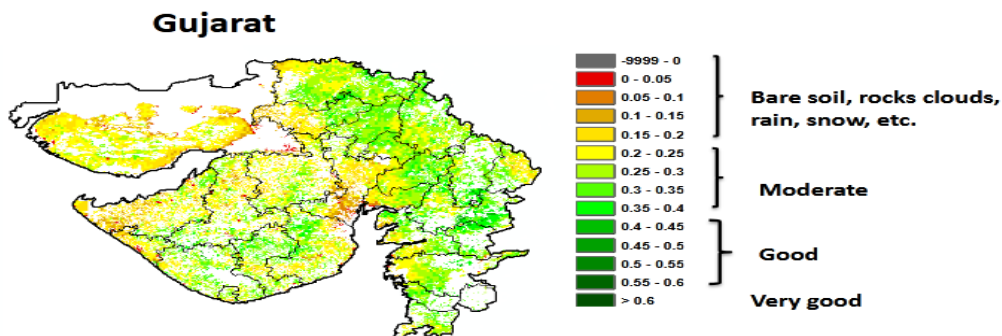 Gujarat
-9999 - 0
0 - 0.05
0.05 - 0.1
0.1 - 0.15
0.15 - 0.2
0.2 - 0.25
0.25 - 0.3
0.3 - 0.35
0.35 - 0.4
0.4 - 0.45
0.45 - 0.5
0.5 - 0.55
0.55 - 0.6
> 0.6
Bare soil, rocks clouds,
rain, snow, etc.
Moderate
Good
Very good